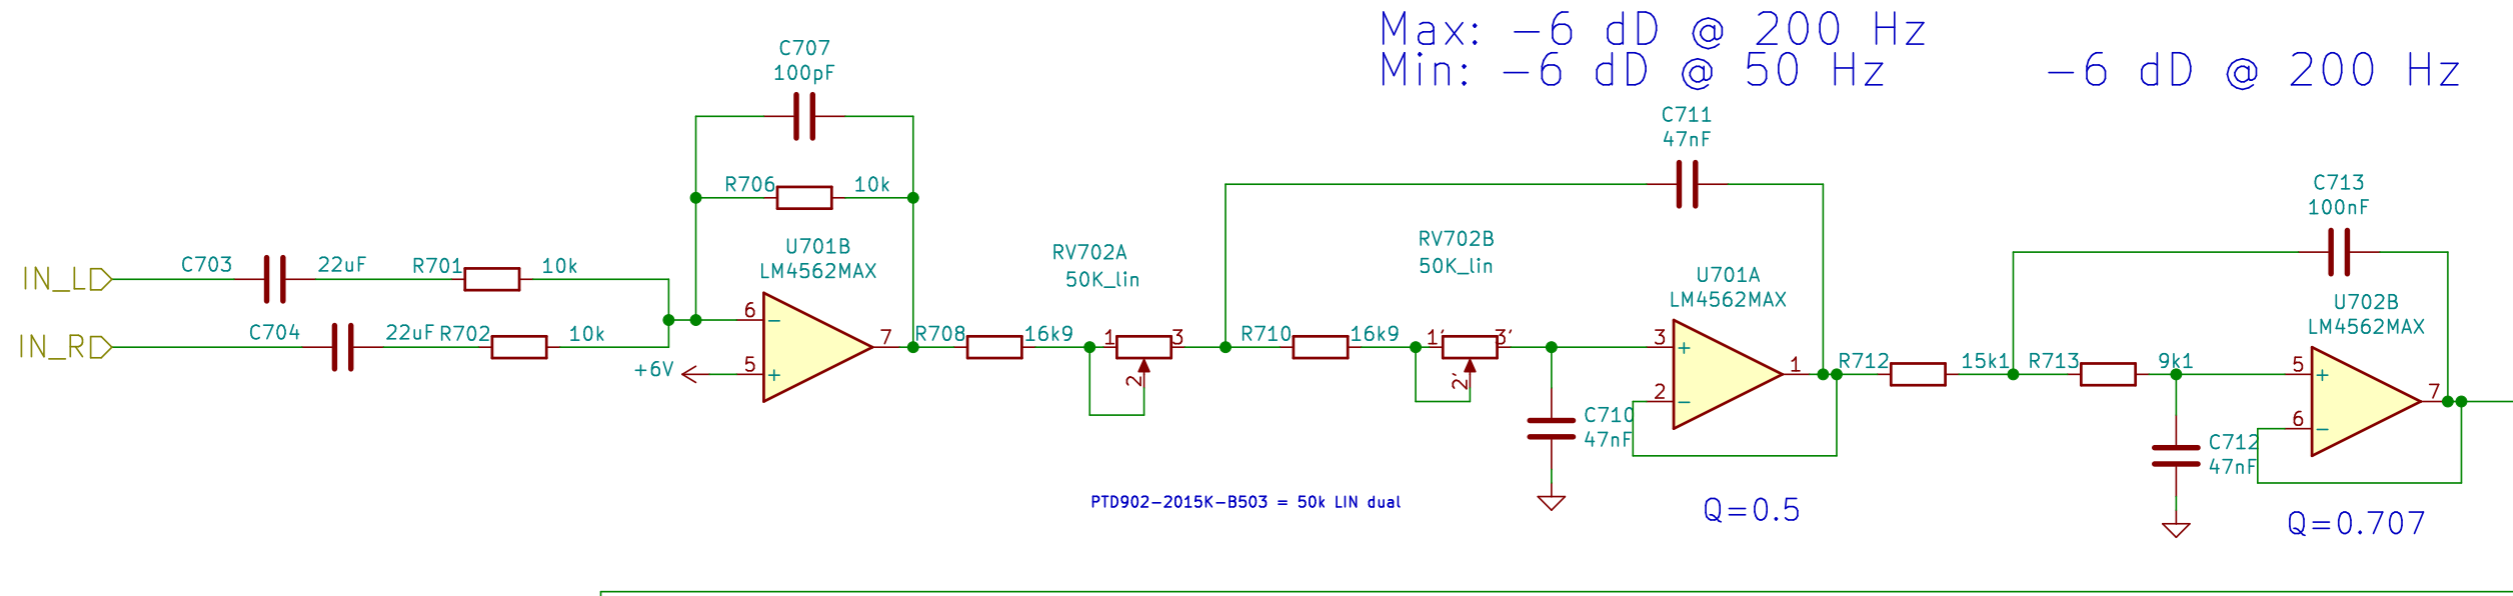 Max: -6 dD @ 200 Hz
Min: -6 dD @ 50 Hz
-6 dD @ 200 Hz
C707
100pF
R706 10k
U701B
LM4562MAX
IN_L
C703 22uF
R701 10k
IN_R
C704 22uF
R702 10k
+6V
6
5
7
R708 16k9
RV702A
50K_lin
1 3
2
C711
47nF
R710 16k9
RV702B
50K_lin
1' 3'
2'
C710
47nF
U701A
LM4562MAX
3
2
1
Q=0.5
PTD902-2015K-B503 = 50k LIN dual
R712 15k1
R713 9k1
C713
100nF
C712
47nF
U702B
LM4562MAX
5
6
7
Q=0.707